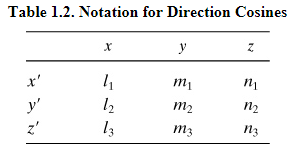 Table 1.2. Notation for Direction Cosines
x y z
x′ l₁ m₁ n₁
y′ l₂ m₂ n₂
z′ l₃ m₃ n₃